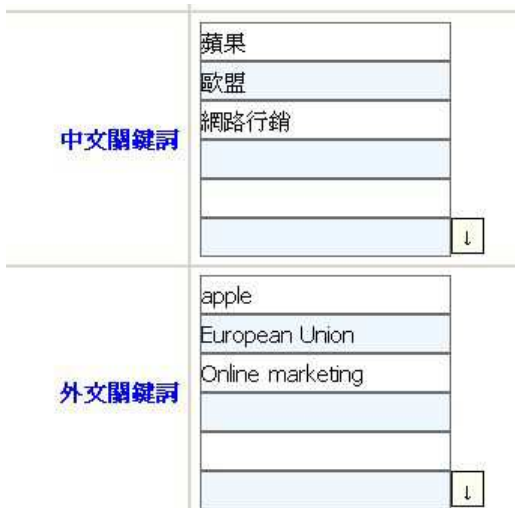 蘋果
歐盟
網路行銷
中文關鍵詞
↓
apple
European Union
Online marketing
外文關鍵詞
↓